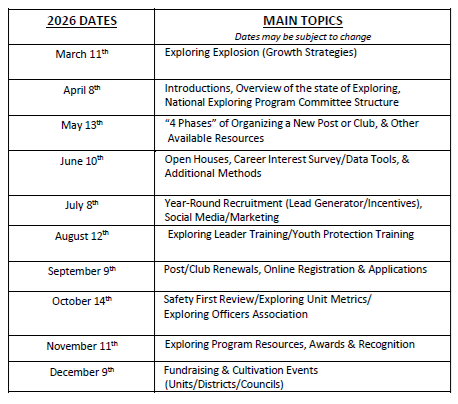 2026 DATES
MAIN TOPICS
Dates may be subject to change
March 11th
Exploring Explosion (Growth Strategies)
April 8th
Introductions, Overview of the state of Exploring,
National Exploring Program Committee Structure
May 13th
“4 Phases” of Organizing a New Post or Club, & Other
Available Resources
June 10th
Open Houses, Career Interest Survey/Data Tools, &
Additional Methods
July 8th
Year-Round Recruitment (Lead Generator/Incentives),
Social Media/Marketing
August 12th
Exploring Leader Training/Youth Protection Training
September 9th
Post/Club Renewals, Online Registration & Applications
October 14th
Safety First Review/Exploring Unit Metrics/
Exploring Officers Association
November 11th
Exploring Program Resources, Awards & Recognition
December 9th
Fundraising & Cultivation Events
(Units/Districts/Councils)